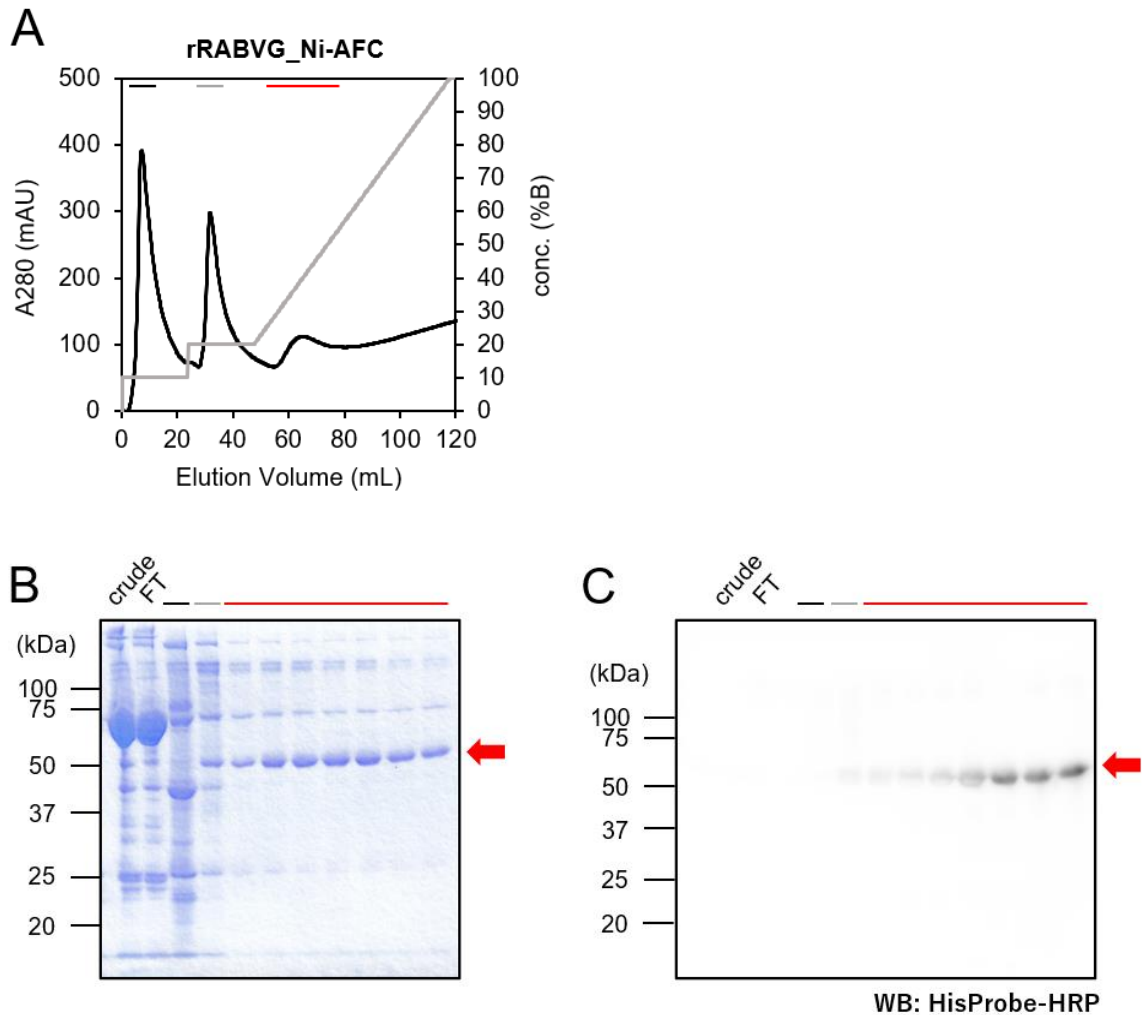 A
rRABVG_Ni-AFC
500
400
300
200
100
0
A280 (mAU)
100
90
80
70
60
50
40
30
20
10
0
conc. (%B)
0 20 40 60 80 100 120
Elution Volume (mL)
B
crude
FT
(kDa)
100
75
50
37
25
20
C
crude
FT
(kDa)
100
75
50
37
25
20
WB: HisProbe-HRP